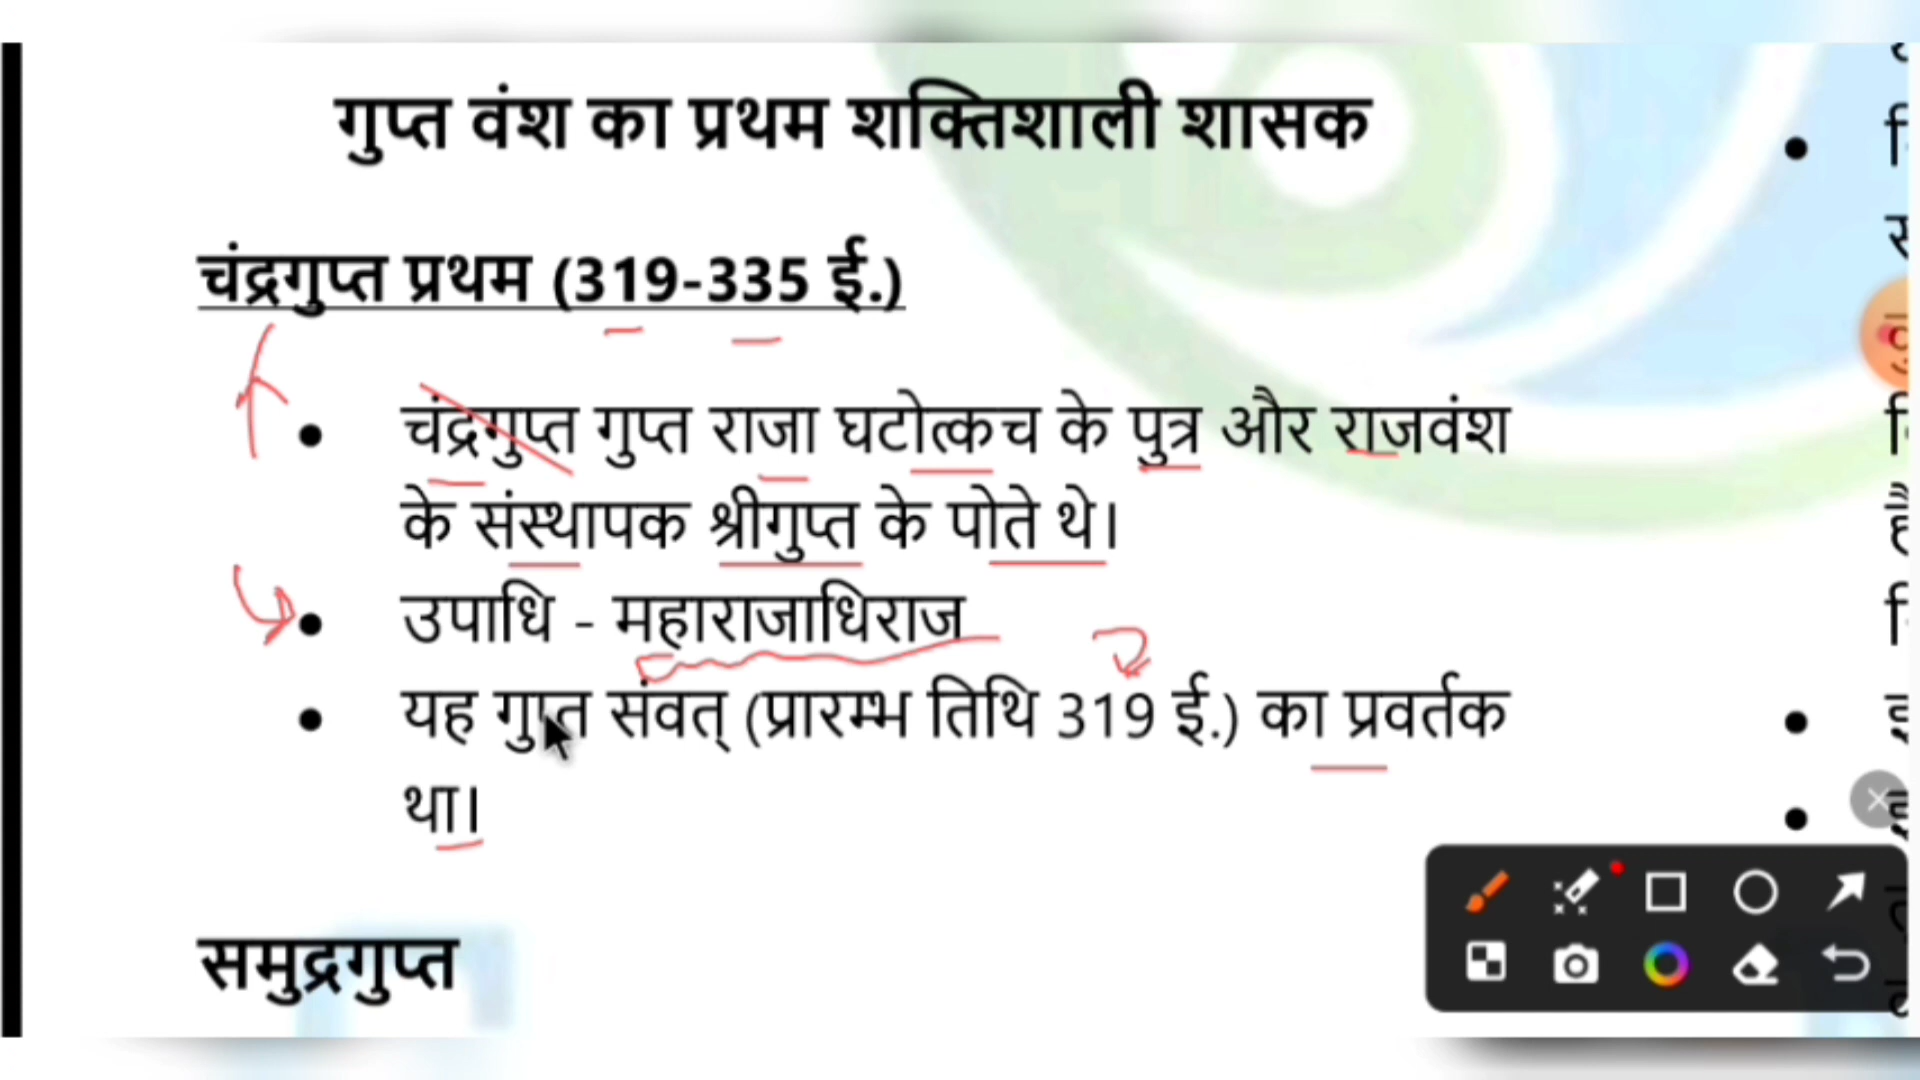 गुप्त वंश का प्रथम शक्तिशाली शासक
चंद्रगुप्त प्रथम (319-335 ई.)
• चंद्रगुप्त गुप्त राजा घटोत्कच के पुत्र और राजवंश
के संस्थापक श्रीगुप्त के पोते थे।
• उपाधि - महाराजाधिराज
• यह गुप्त संवत् (प्रारम्भ तिथि 319 ई.) का प्रवर्तक
था।
समुद्रगुप्त